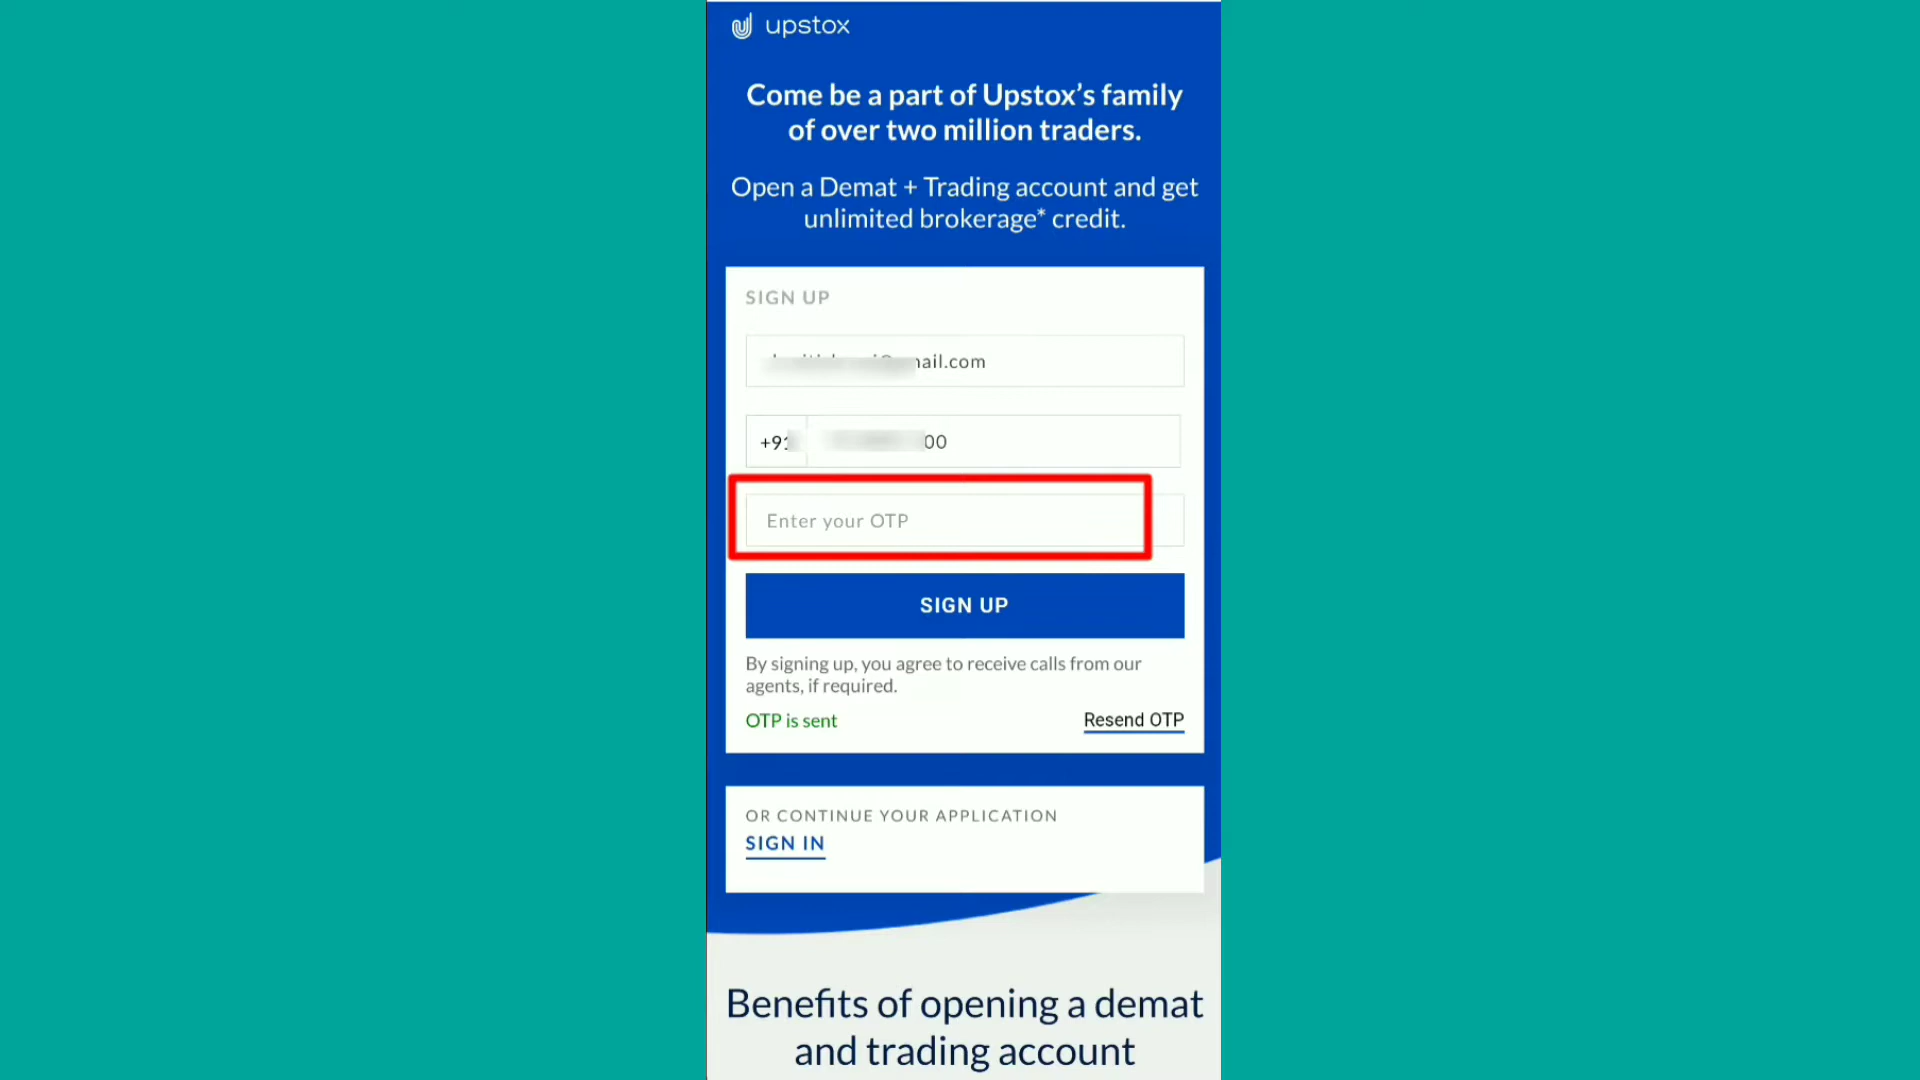 upstox
Come be a part of Upstox's family
of over two million traders.
Open a Demat + Trading account and get
unlimited brokerage* credit.
SIGN UP
ail.com
+91 00
Enter your OTP
SIGN UP
By signing up, you agree to receive calls from our
agents, if required.
OTP is sent
Resend OTP
OR CONTINUE YOUR APPLICATION
SIGN IN
Benefits of opening a demat
and trading account